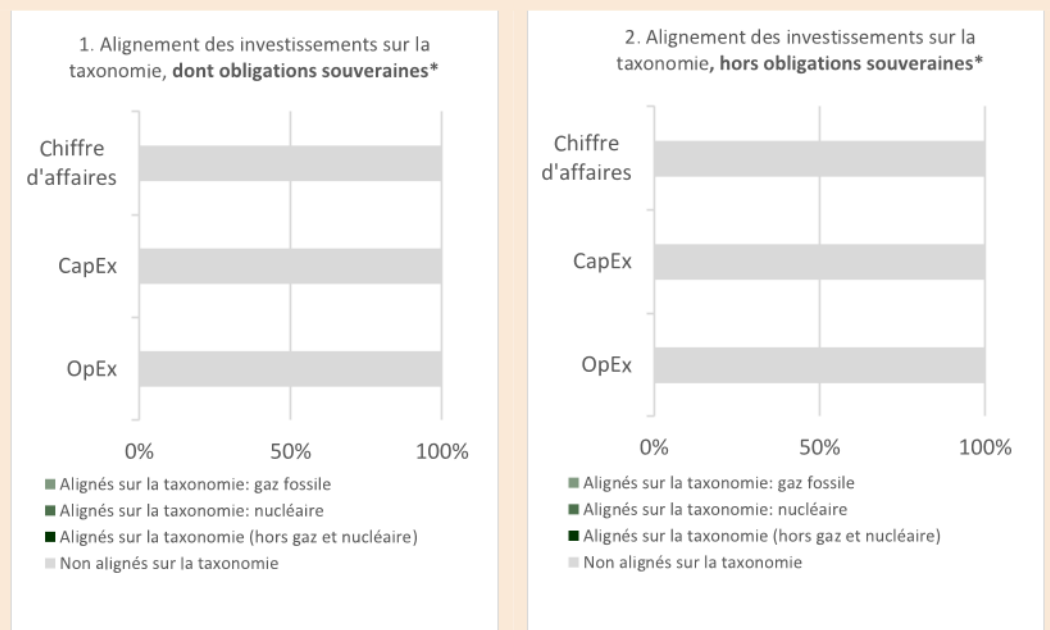 1. Alignement des investissements sur la
taxonomie, dont obligations souveraines*
Chiffre
d'affaires
CapEx
OpEx
0% 50% 100%
Alignés sur la taxonomie: gaz fossile
Alignés sur la taxonomie: nucléaire
Alignés sur la taxonomie (hors gaz et nucléaire)
Non alignés sur la taxonomie
2. Alignement des investissements sur la
taxonomie, hors obligations souveraines*
Chiffre
d'affaires
CapEx
OpEx
0% 50% 100%
Alignés sur la taxonomie: gaz fossile
Alignés sur la taxonomie: nucléaire
Alignés sur la taxonomie (hors gaz et nucléaire)
Non alignés sur la taxonomie